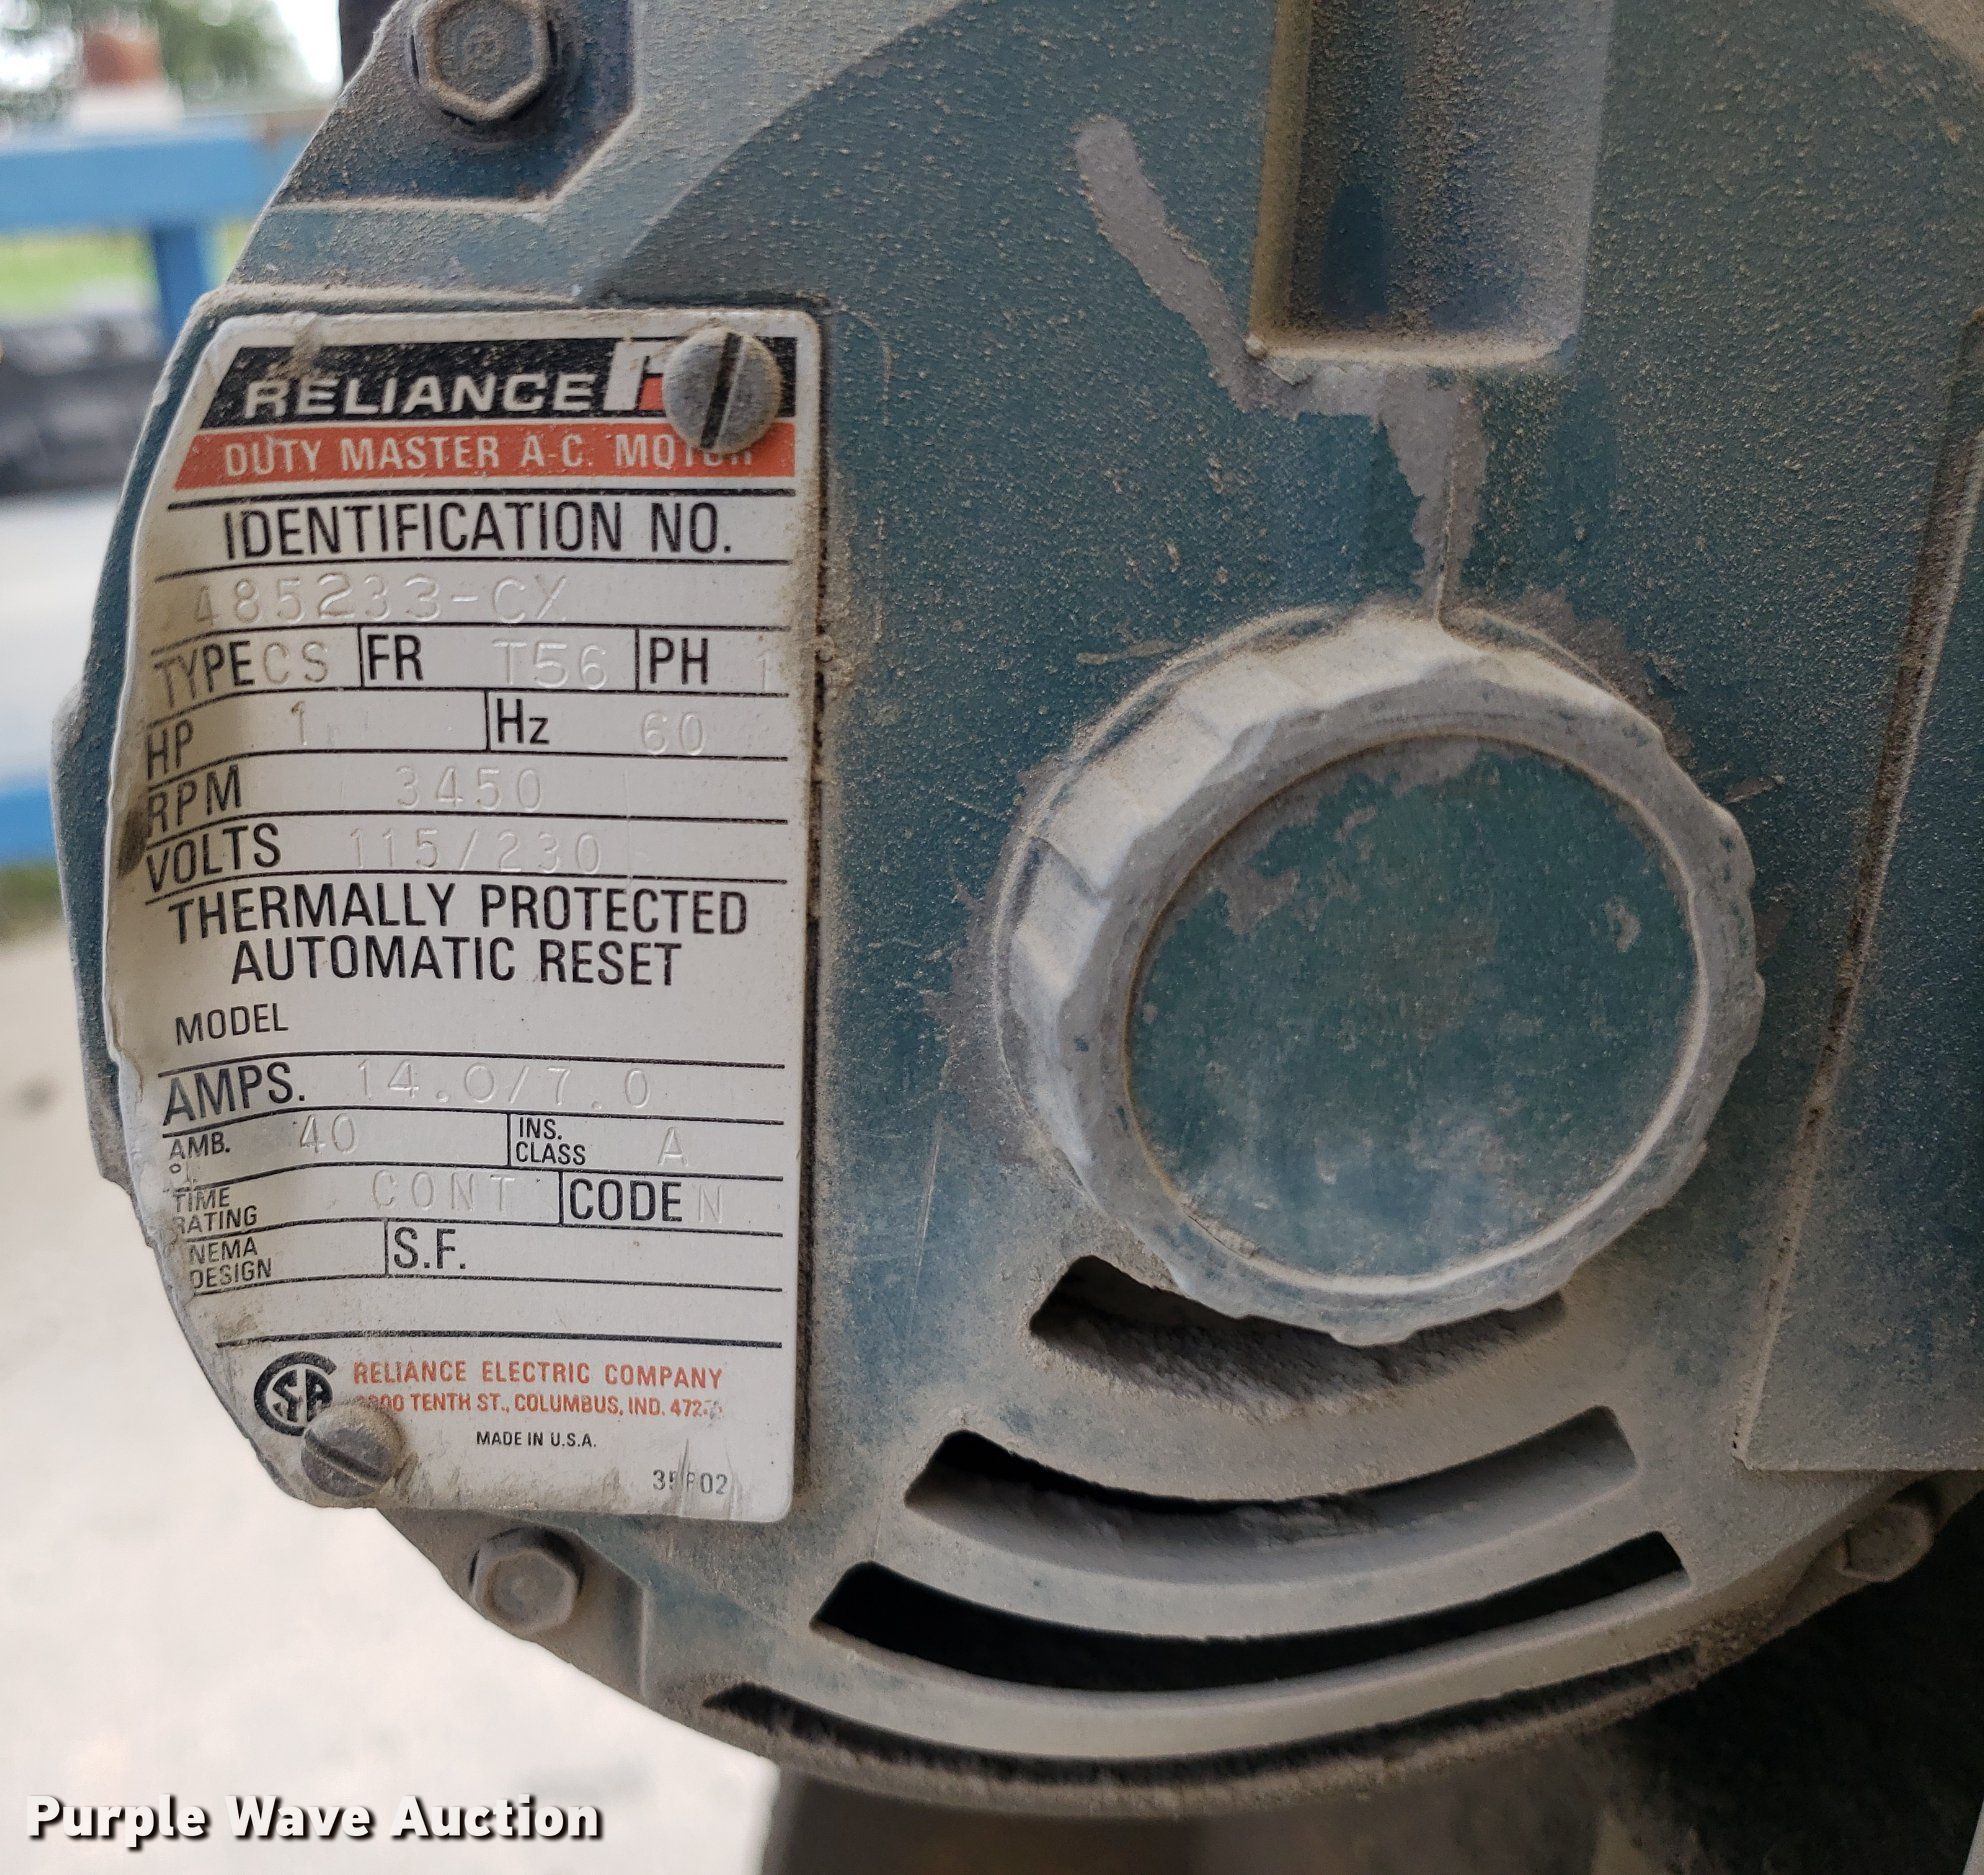 RELIANCE
DUTY MASTER A-C. MOTOR
IDENTIFICATION NO.
485233-CX
TYPE CS FR T56 PH 1
HP 1 Hz 60
RPM 3450
VOLTS 115/230
THERMALLY PROTECTED
AUTOMATIC RESET
MODEL
AMPS. 14.0/7.0
AMB. 40 INS. CLASS A
TIME RATING CONT CODE N
NEMA DESIGN S.F.
RELIANCE ELECTRIC COMPANY
TENTH ST., COLUMBUS, IND.
MADE IN U.S.A.
Purple Wave Auction